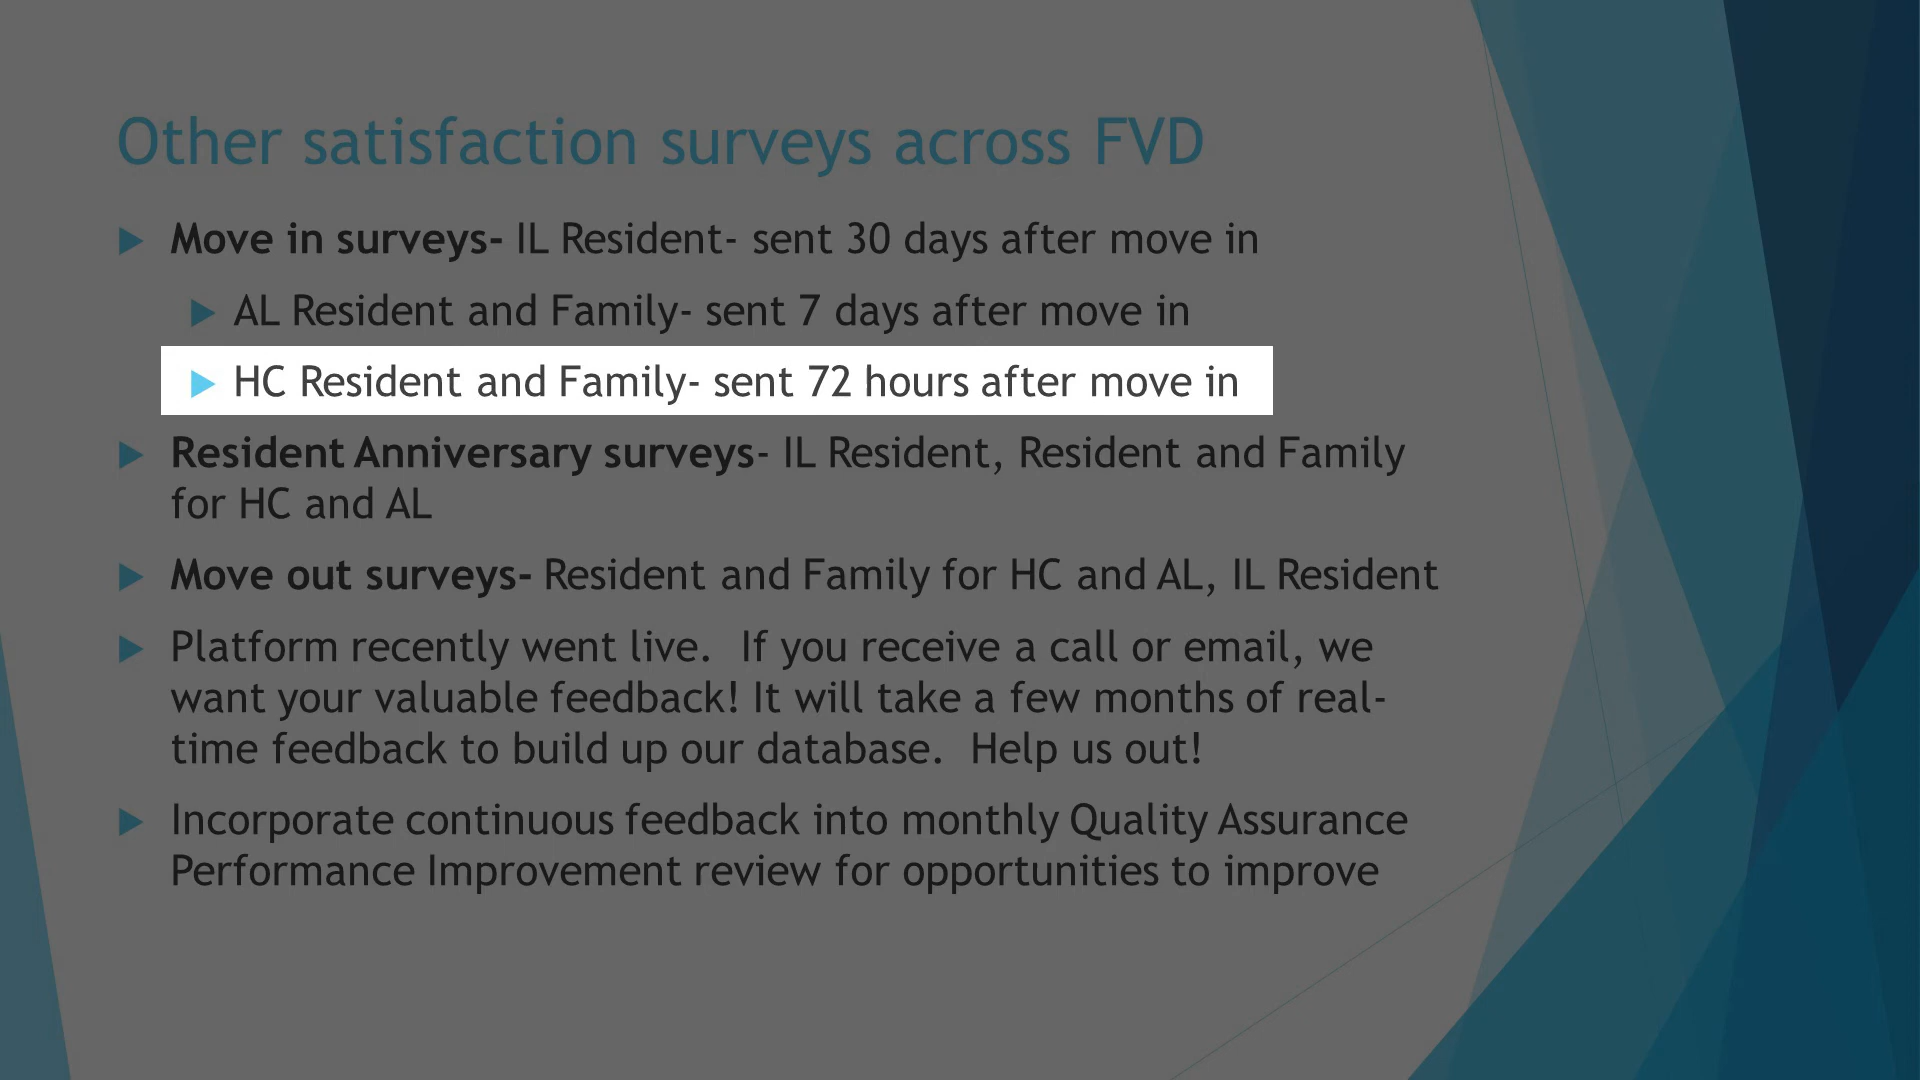 Other satisfaction surveys across FVD
Move in surveys- IL Resident- sent 30 days after move in
AL Resident and Family- sent 7 days after move in
HC Resident and Family- sent 72 hours after move in
Resident Anniversary surveys- IL Resident, Resident and Family
for HC and AL
Move out surveys- Resident and Family for HC and AL, IL Resident
Platform recently went live.  If you receive a call or email, we
want your valuable feedback! It will take a few months of real-
time feedback to build up our database.  Help us out!
Incorporate continuous feedback into monthly Quality Assurance
Performance Improvement review for opportunities to improve